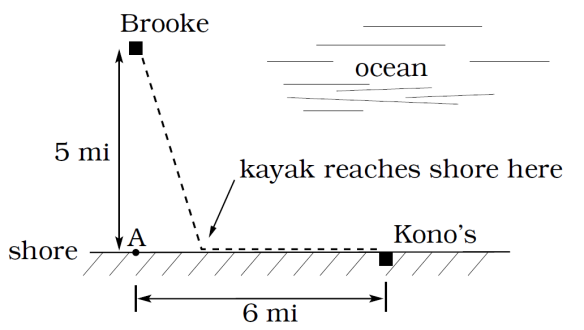 Brooke
ocean
5 mi
kayak reaches shore here
A
Kono's
shore
6 mi